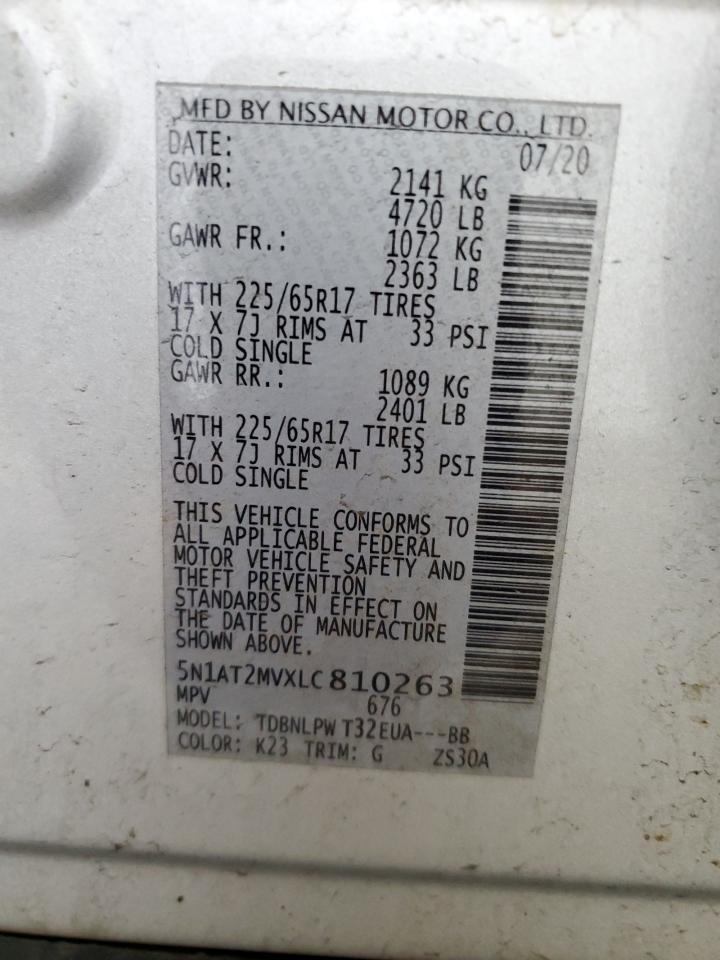 MFD BY NISSAN MOTOR CO., LTD.
DATE: 07/20
GVWR: 2141 KG
4720 LB
GAWR FR.: 1072 KG
2363 LB
WITH 225/65R17 TIRES
17 X 7J RIMS AT 33 PSI
COLD SINGLE
GAWR RR.: 1089 KG
2401 LB
WITH 225/65R17 TIRES
17 X 7J RIMS AT 33 PSI
COLD SINGLE
THIS VEHICLE CONFORMS TO
ALL APPLICABLE FEDERAL
MOTOR VEHICLE SAFETY AND
THEFT PREVENTION
STANDARDS IN EFFECT ON
THE DATE OF MANUFACTURE
SHOWN ABOVE.
5N1AT2MVXLC810263
MPV 676
MODEL: TDBNLPW T32EUA---BB
COLOR: K23 TRIM: G ZS30A